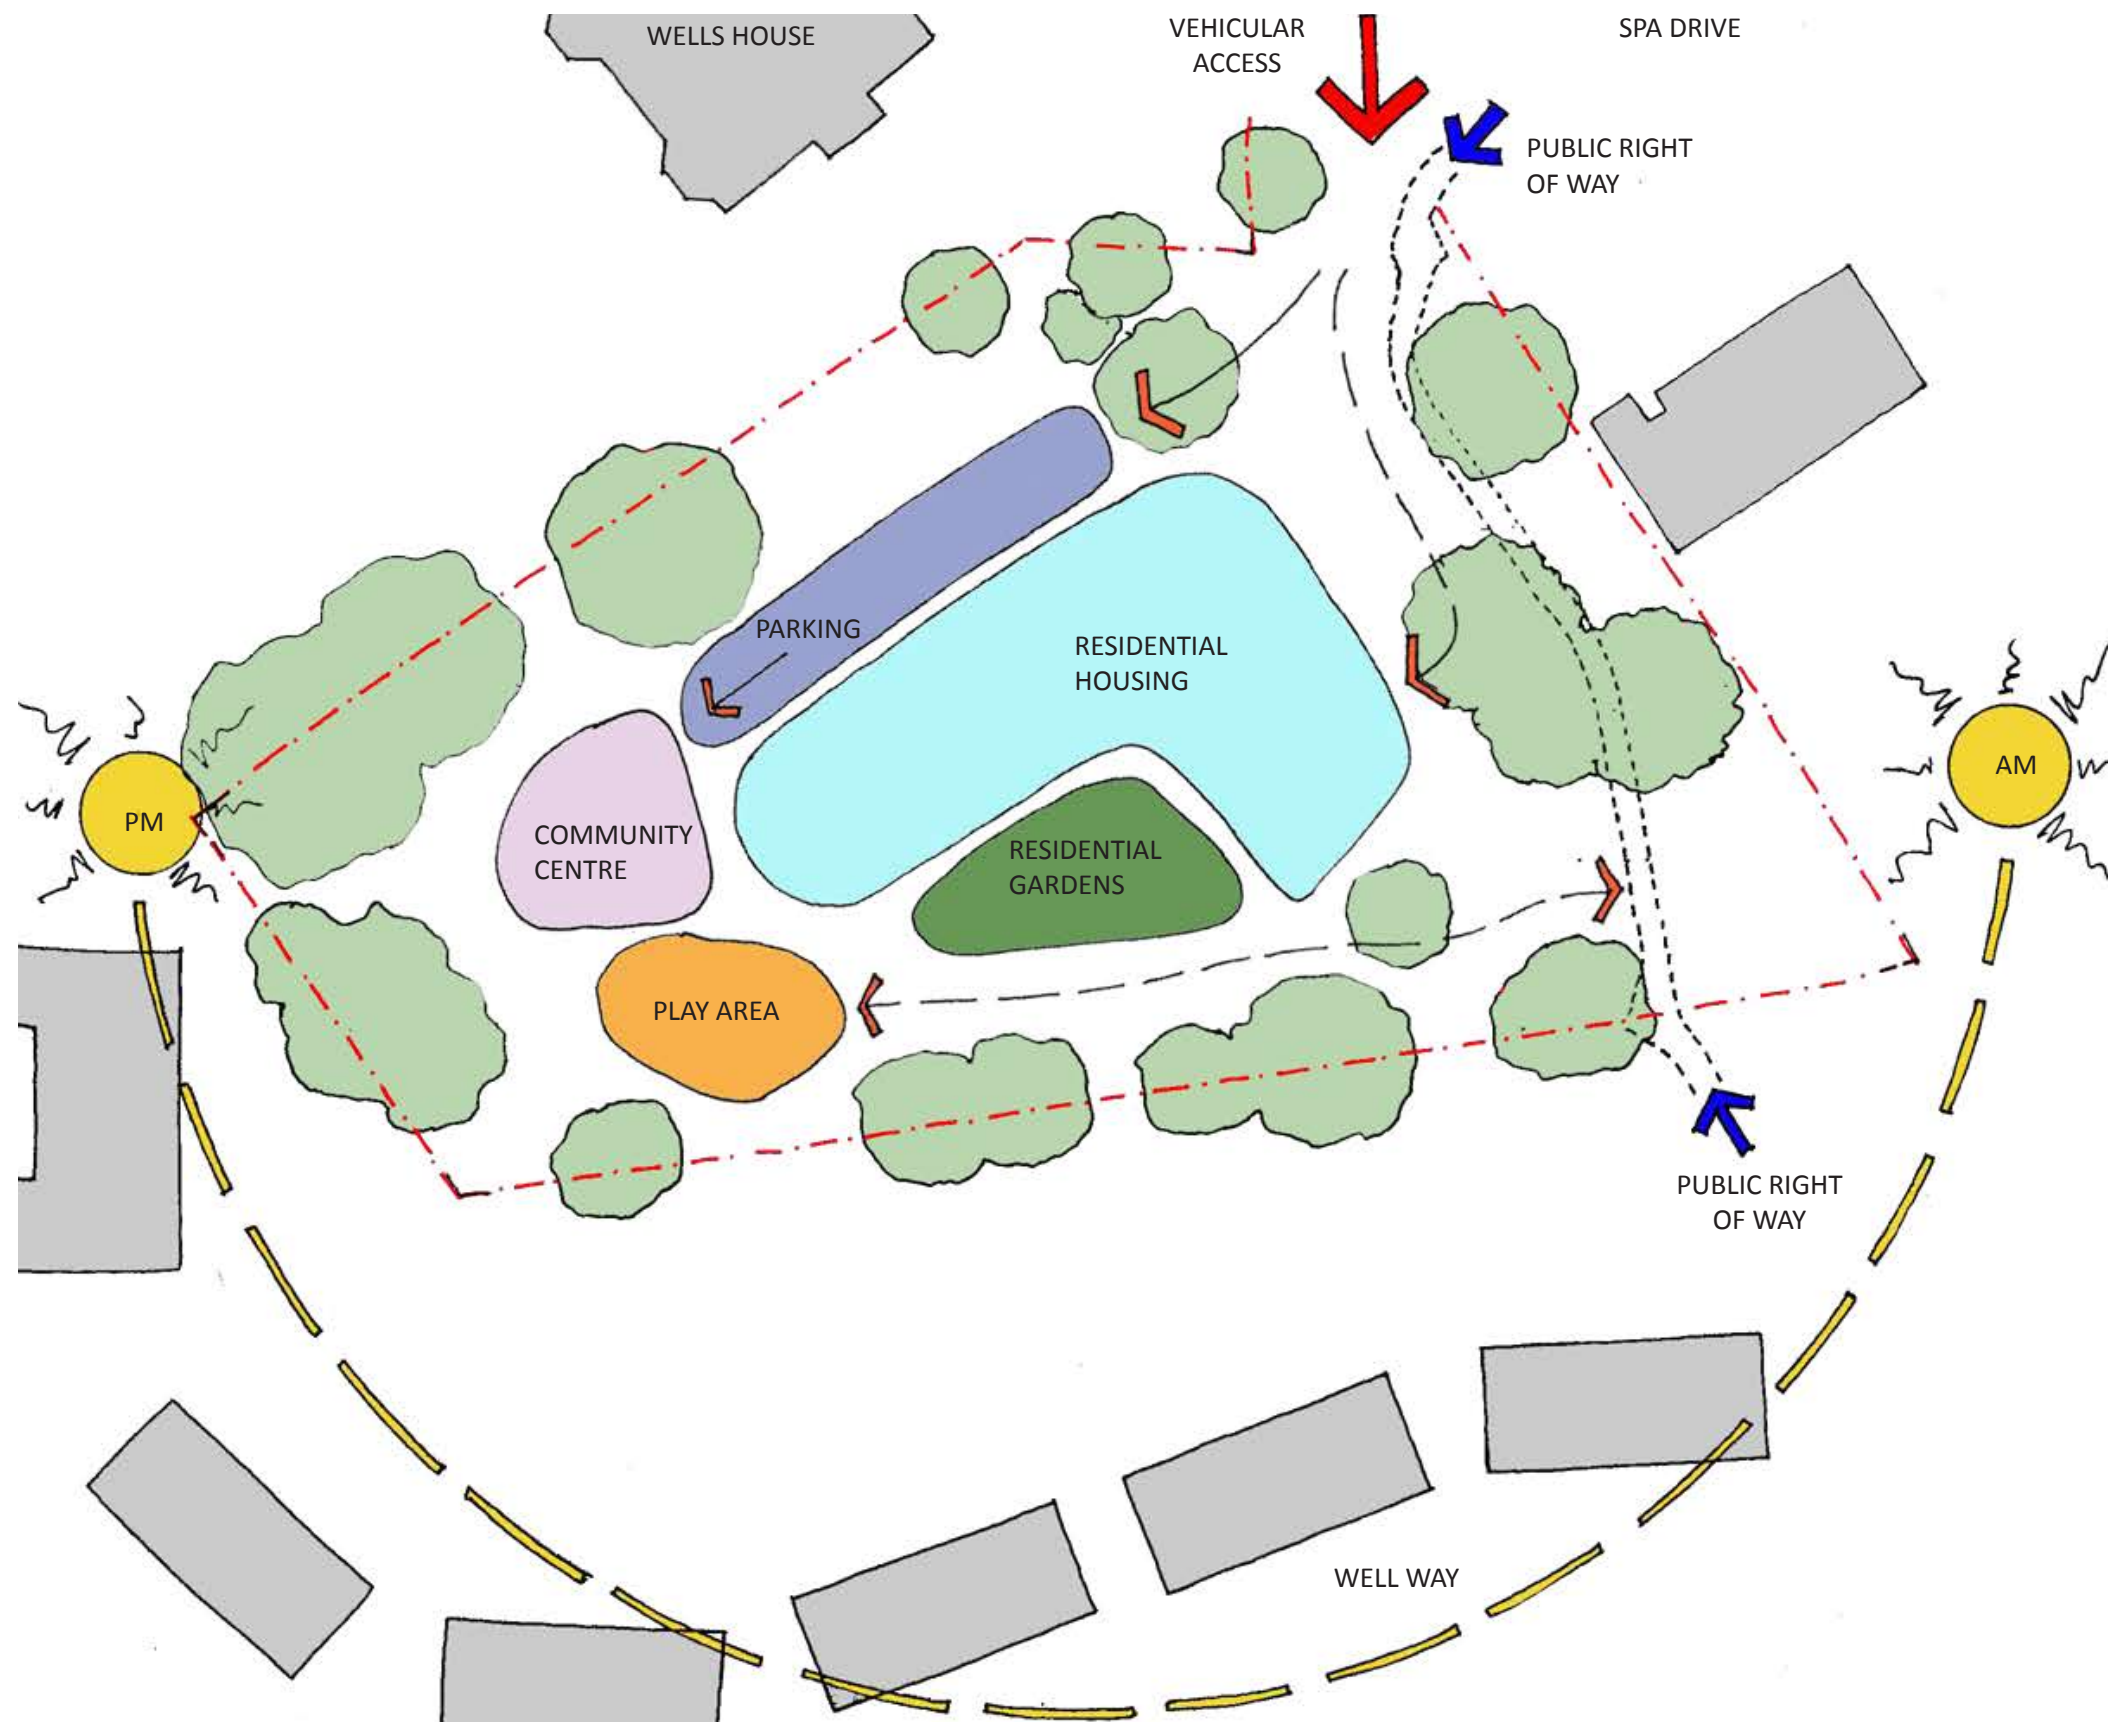 WELLS HOUSE
VEHICULAR
ACCESS
SPA DRIVE
PUBLIC RIGHT
OF WAY
PARKING
RESIDENTIAL
HOUSING
AM
PM
COMMUNITY
CENTRE
RESIDENTIAL
GARDENS
PLAY AREA
PUBLIC RIGHT
OF WAY
WELL WAY